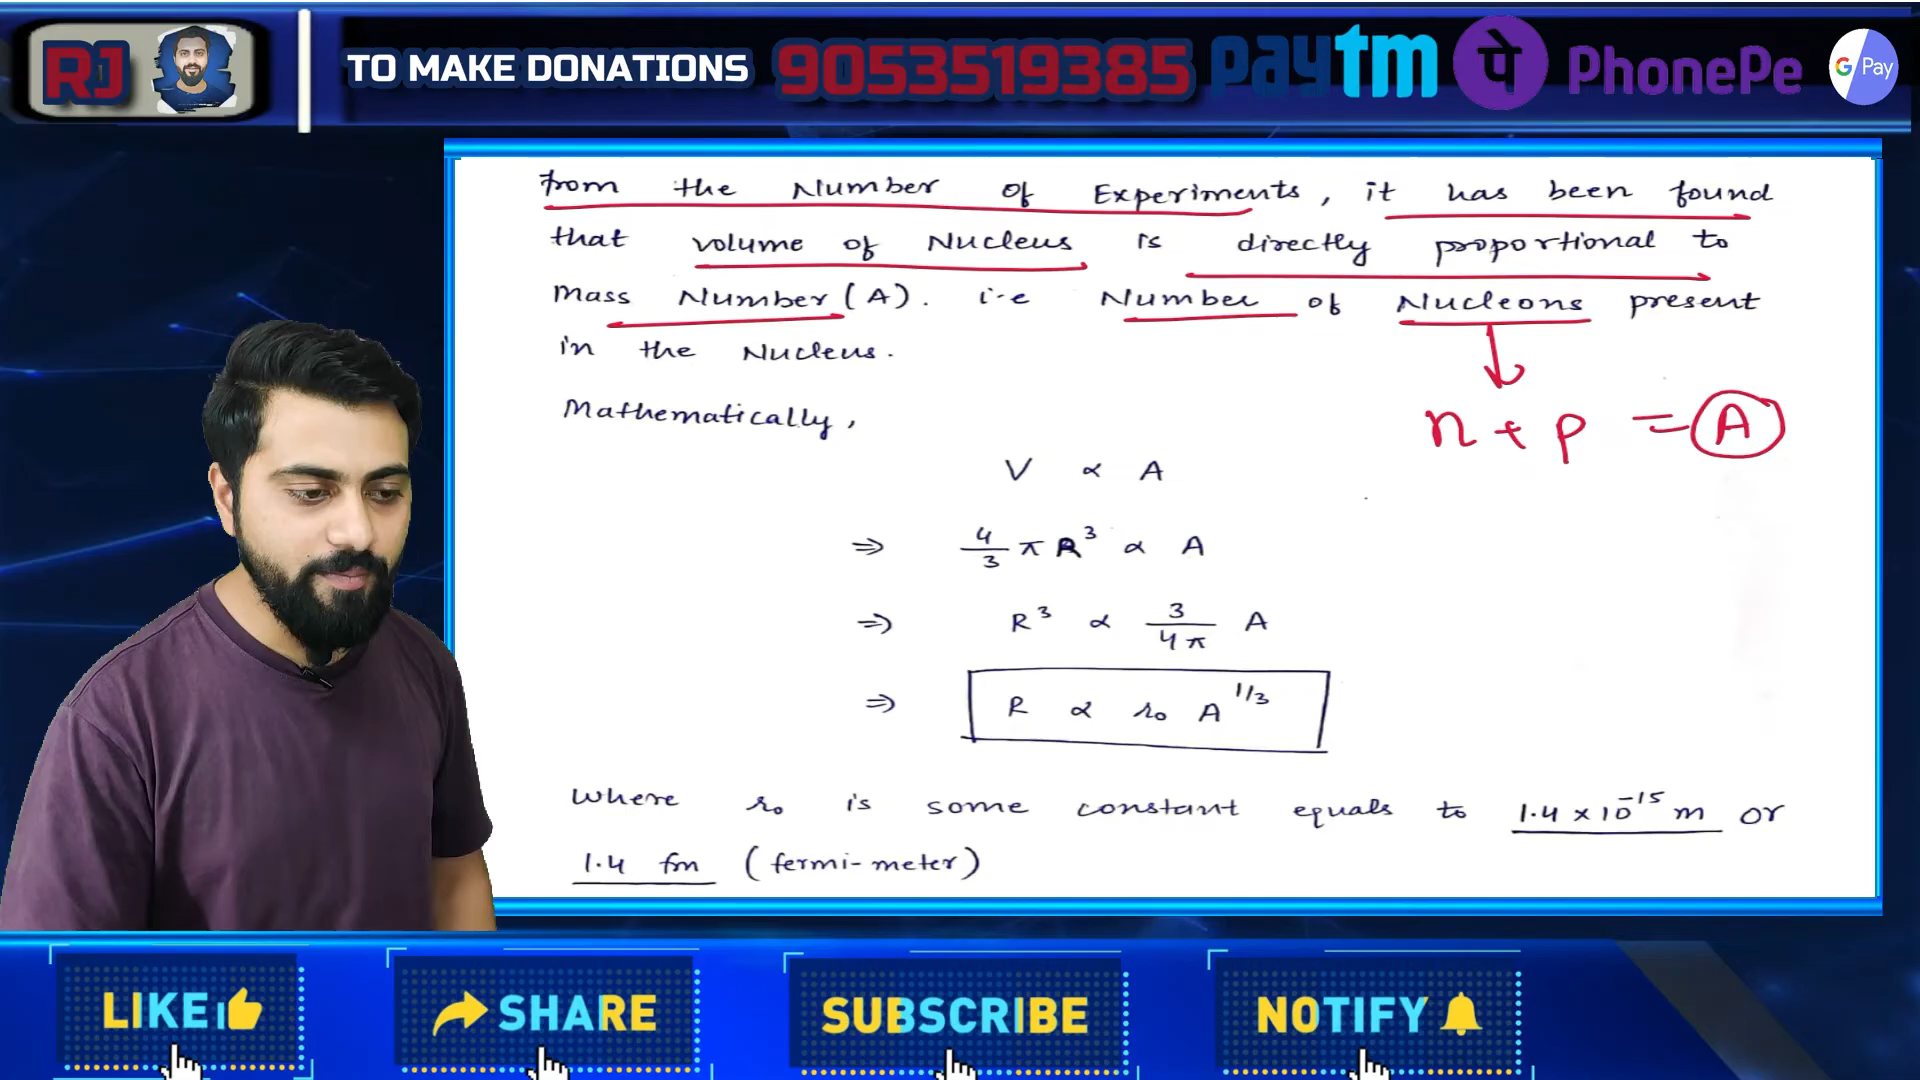 RJ
TO MAKE DONATIONS 9053519385 paytm पे PhonePe G Pay
from the Number of Experiments, it has been found
that volume of Nucleus is directly proportional to
Mass Number (A). i.e Number of Nucleons present
in the Nucleus.
n + p = A
Mathematically,
V ∝ A
⇒ 4/3 π R³ ∝ A
⇒ R³ ∝ 3/4π A
⇒ R ∝ r₀ A^1/3
Where r₀ is some constant equals to 1.4 × 10⁻¹⁵ m or
1.4 fm (fermi-meter)
LIKE SHARE SUBSCRIBE NOTIFY